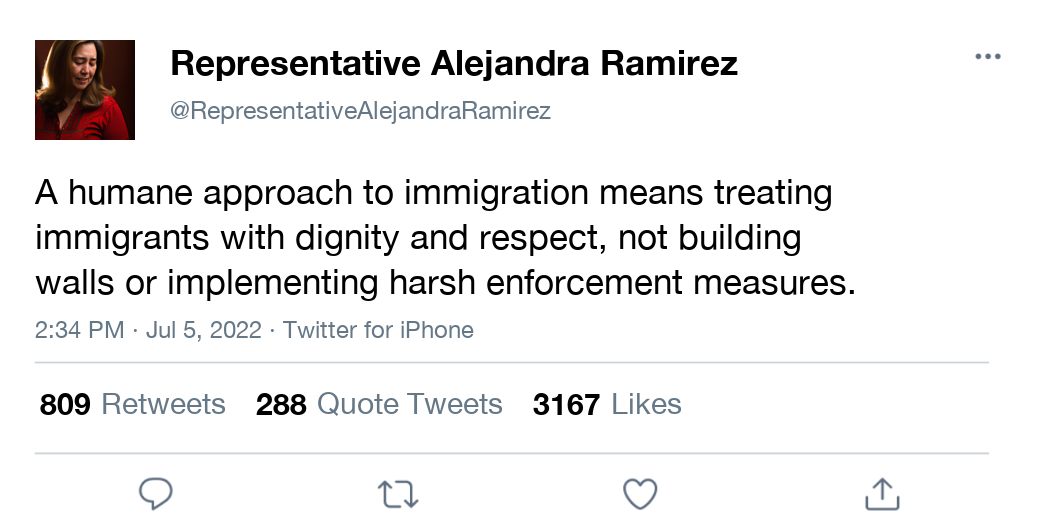 Representative Alejandra Ramirez
@RepresentativeAlejandraRamirez
A humane approach to immigration means treating
immigrants with dignity and respect, not building
walls or implementing harsh enforcement measures.
2:34 PM · Jul 5, 2022 · Twitter for iPhone
809 Retweets 288 Quote Tweets 3167 Likes